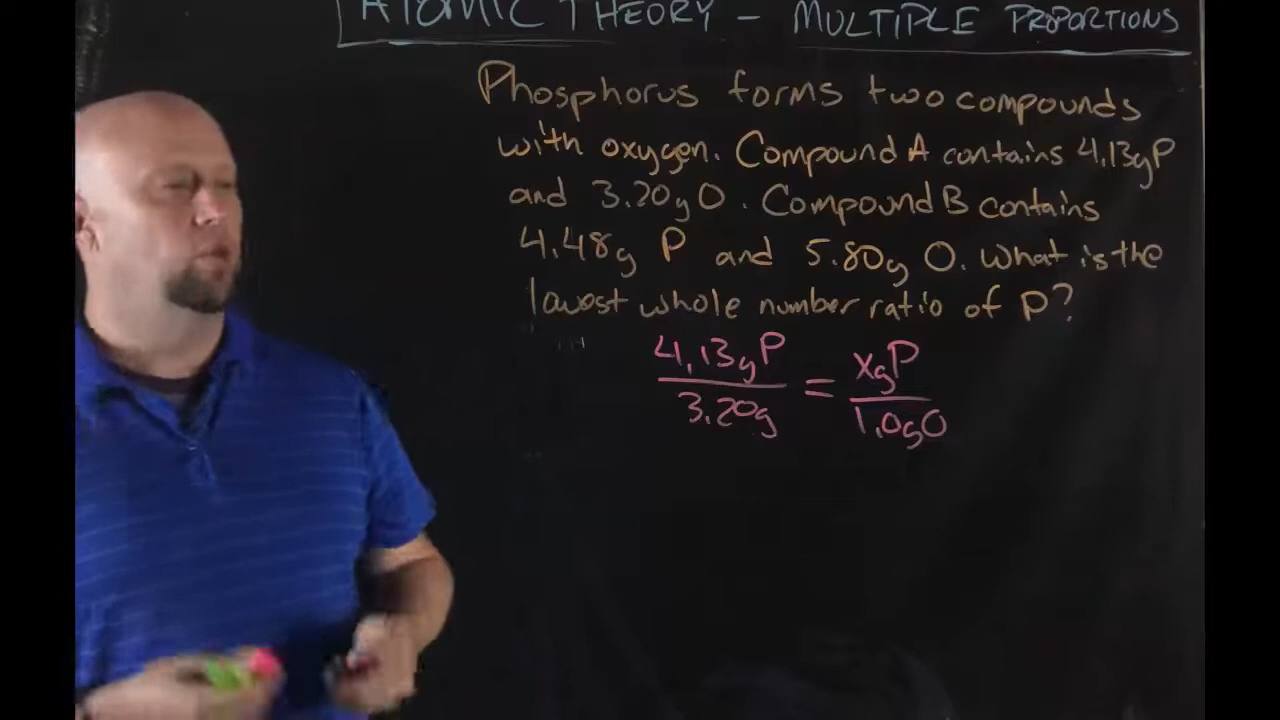 ATOMIC THEORY - MULTIPLE PROPORTIONS
Phosphorus forms two compounds
with oxygen. Compound A contains 4.13g P
and 3.20g O. Compound B contains
4.48g P and 5.80g O. What is the
lowest whole number ratio of P?
4.13g P = xg P
3.20g 1.0g O